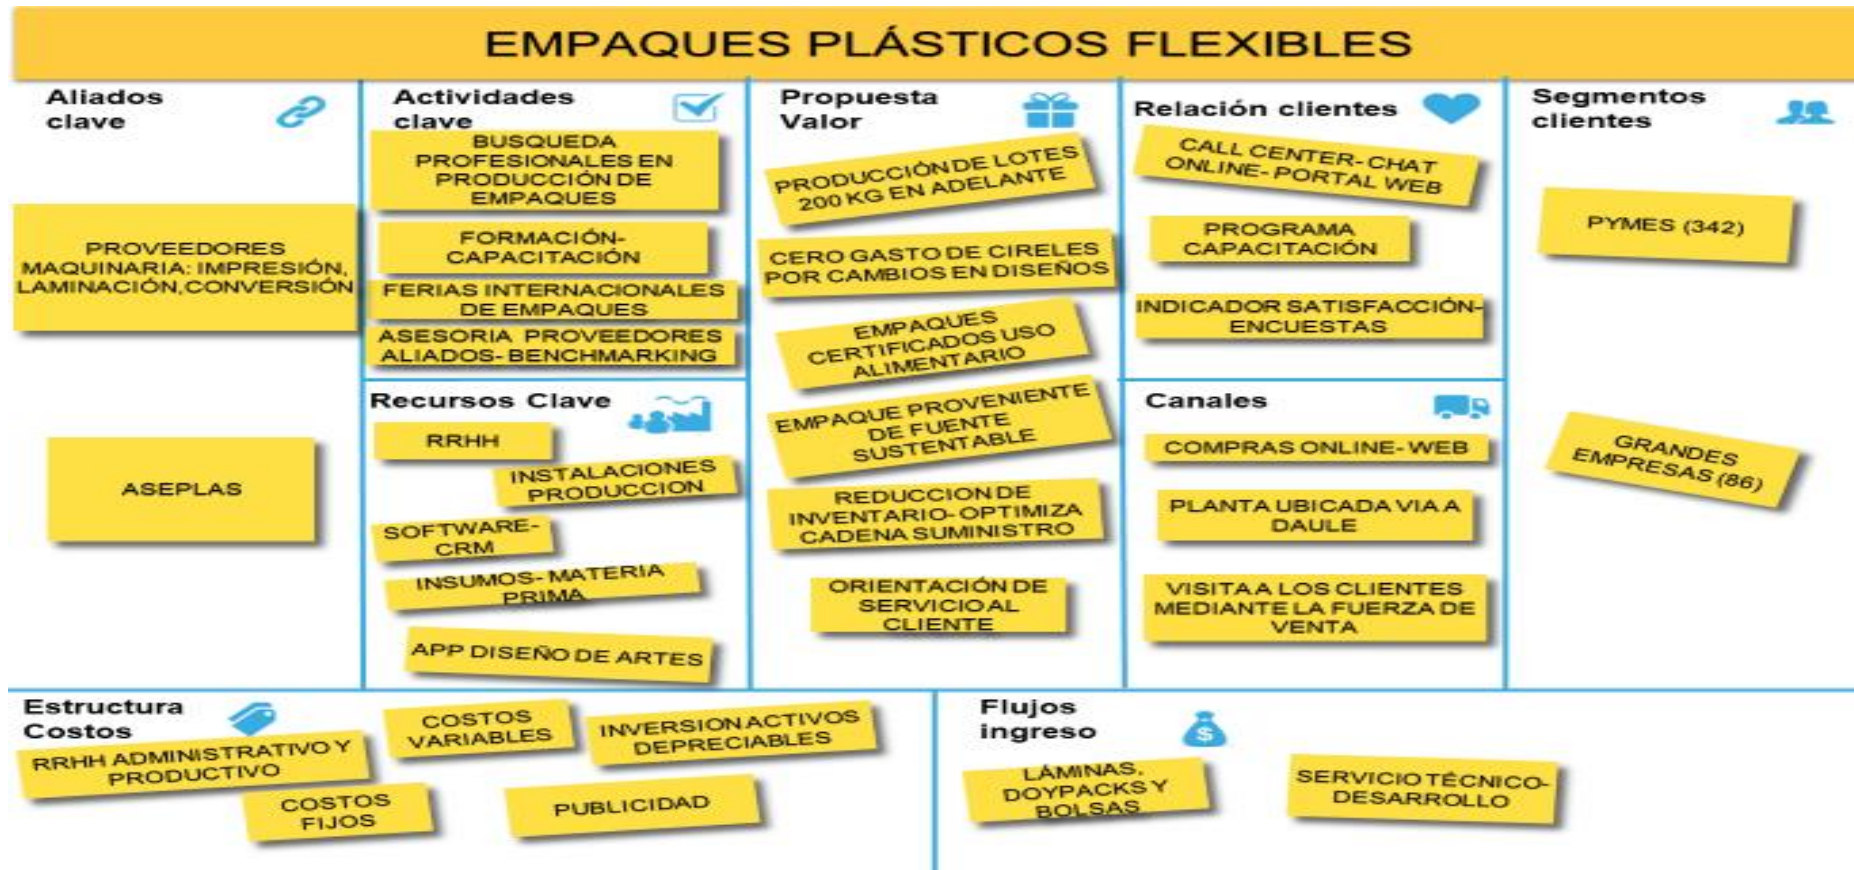 EMPAQUES PLÁSTICOS FLEXIBLES
Aliados
clave
PROVEEDORES
MAQUINARIA: IMPRESIÓN,
LAMINACIÓN,CONVERSIÓN
ASEPLAS
Actividades
clave
BUSQUEDA
PROFESIONALES EN
PRODUCCIÓN DE
EMPAQUES
FORMACIÓN-
CAPACITACIÓN
FERIAS INTERNACIONALES
DE EMPAQUES
ASESORIA PROVEEDORES
ALIADOS- BENCHMARKING
Recursos Clave
RRHH
INSTALACIONES
PRODUCCION
SOFTWARE-
CRM
INSUMOS- MATERIA
PRIMA
APP DISEÑO DE ARTES
Propuesta
Valor
PRODUCCIÓN DE LOTES
200 KG EN ADELANTE
CERO GASTO DE CIRELES
POR CAMBIOS EN DISEÑOS
EMPAQUES
CERTIFICADOS USO
ALIMENTARIO
EMPAQUE PROVENIENTE
DE FUENTE
SUSTENTABLE
REDUCCION DE
INVENTARIO- OPTIMIZA
CADENA SUMINISTRO
ORIENTACIÓN DE
SERVICIO AL
CLIENTE
Relación clientes
CALL CENTER- CHAT
ONLINE- PORTAL WEB
PROGRAMA
CAPACITACIÓN
INDICADOR SATISFACCIÓN-
ENCUESTAS
Canales
COMPRAS ONLINE- WEB
PLANTA UBICADA VIA A
DAULE
VISITA A LOS CLIENTES
MEDIANTE LA FUERZA DE
VENTA
Segmentos
clientes
PYMES (342)
GRANDES
EMPRESAS (86)
Estructura
Costos
RRHH ADMINISTRATIVO Y
PRODUCTIVO
COSTOS
VARIABLES
INVERSION ACTIVOS
DEPRECIABLES
COSTOS
FIJOS
PUBLICIDAD
Flujos
ingreso
$
LÁMINAS,
DOYPACKS Y
BOLSAS
SERVICIO TÉCNICO-
DESARROLLO